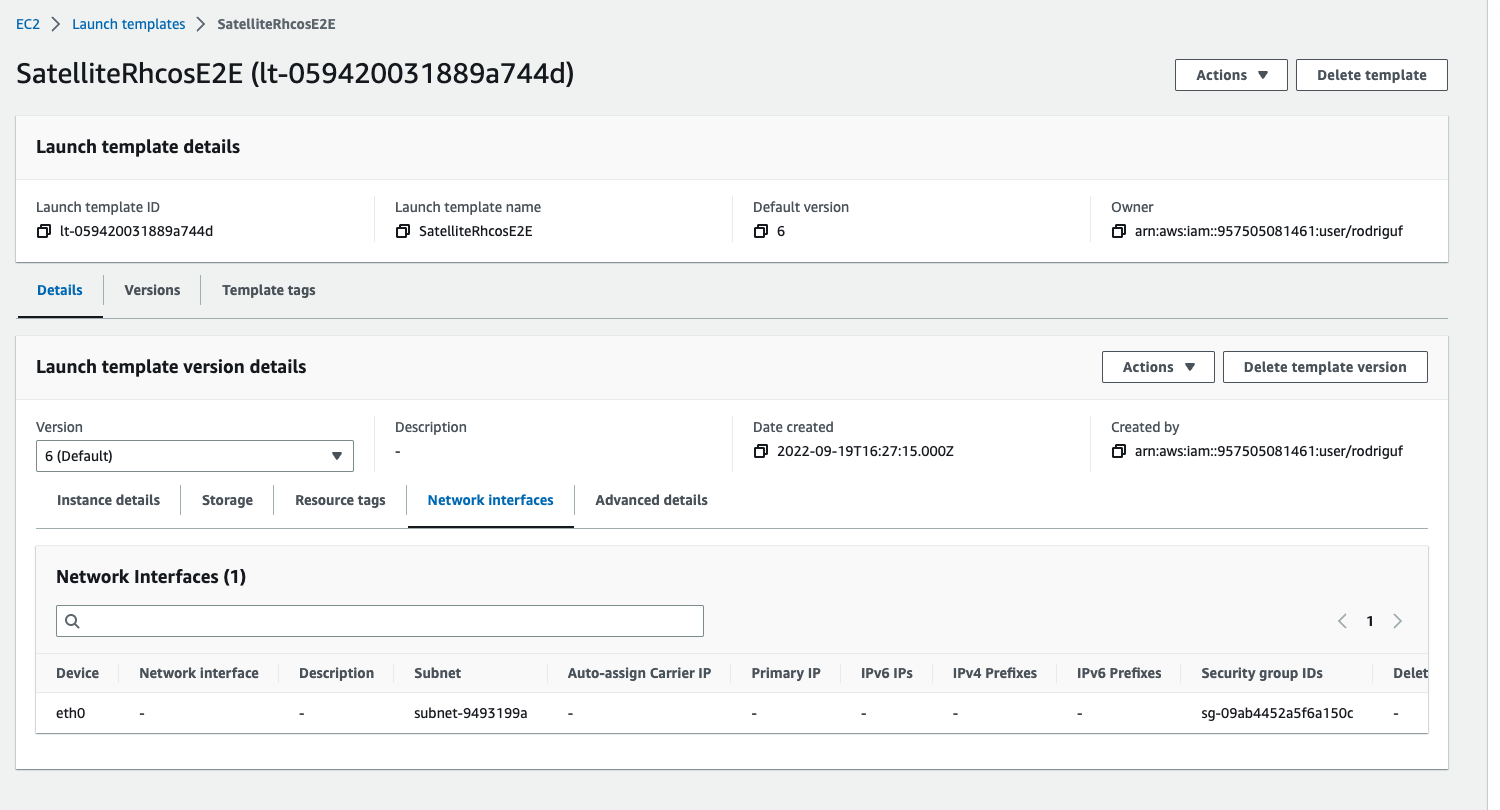 EC2 > Launch templates > SatelliteRhcosE2E
SatelliteRhcosE2E (lt-059420031889a744d)
Actions ▼ Delete template
Launch template details
Launch template ID Launch template name Default version Owner
lt-059420031889a744d SatelliteRhcosE2E 6 arn:aws:iam::957505081461:user/rodriguf
Details Versions Template tags
Launch template version details
Actions ▼ Delete template version
Version Description Date created Created by
6 (Default) - 2022-09-19T16:27:15.000Z arn:aws:iam::957505081461:user/rodriguf
Instance details Storage Resource tags Network interfaces Advanced details
Network Interfaces (1)
< 1 >
Device Network interface Description Subnet Auto-assign Carrier IP Primary IP IPv6 IPs IPv4 Prefixes IPv6 Prefixes Security group IDs Delet
eth0 - - subnet-9493199a - - - - - sg-09ab4452a5f6a150c -